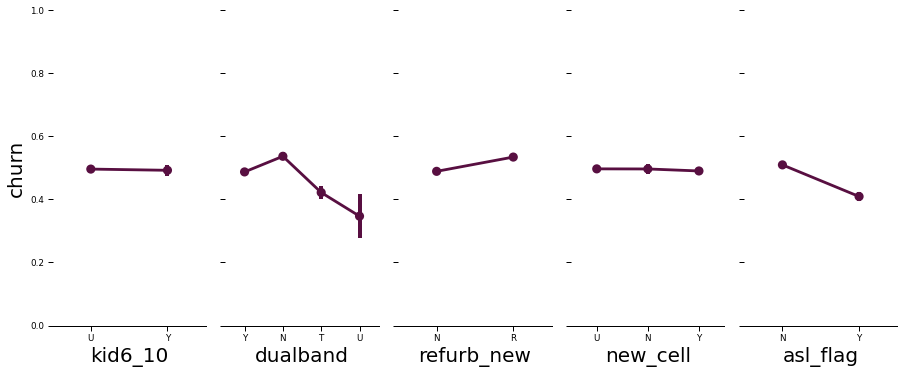 1.0
0.8
0.6
0.4
0.2
0.0
churn
U Y
kid6_10
Y N T U
dualband
N R
refurb_new
U N Y
new_cell
N Y
asl_flag